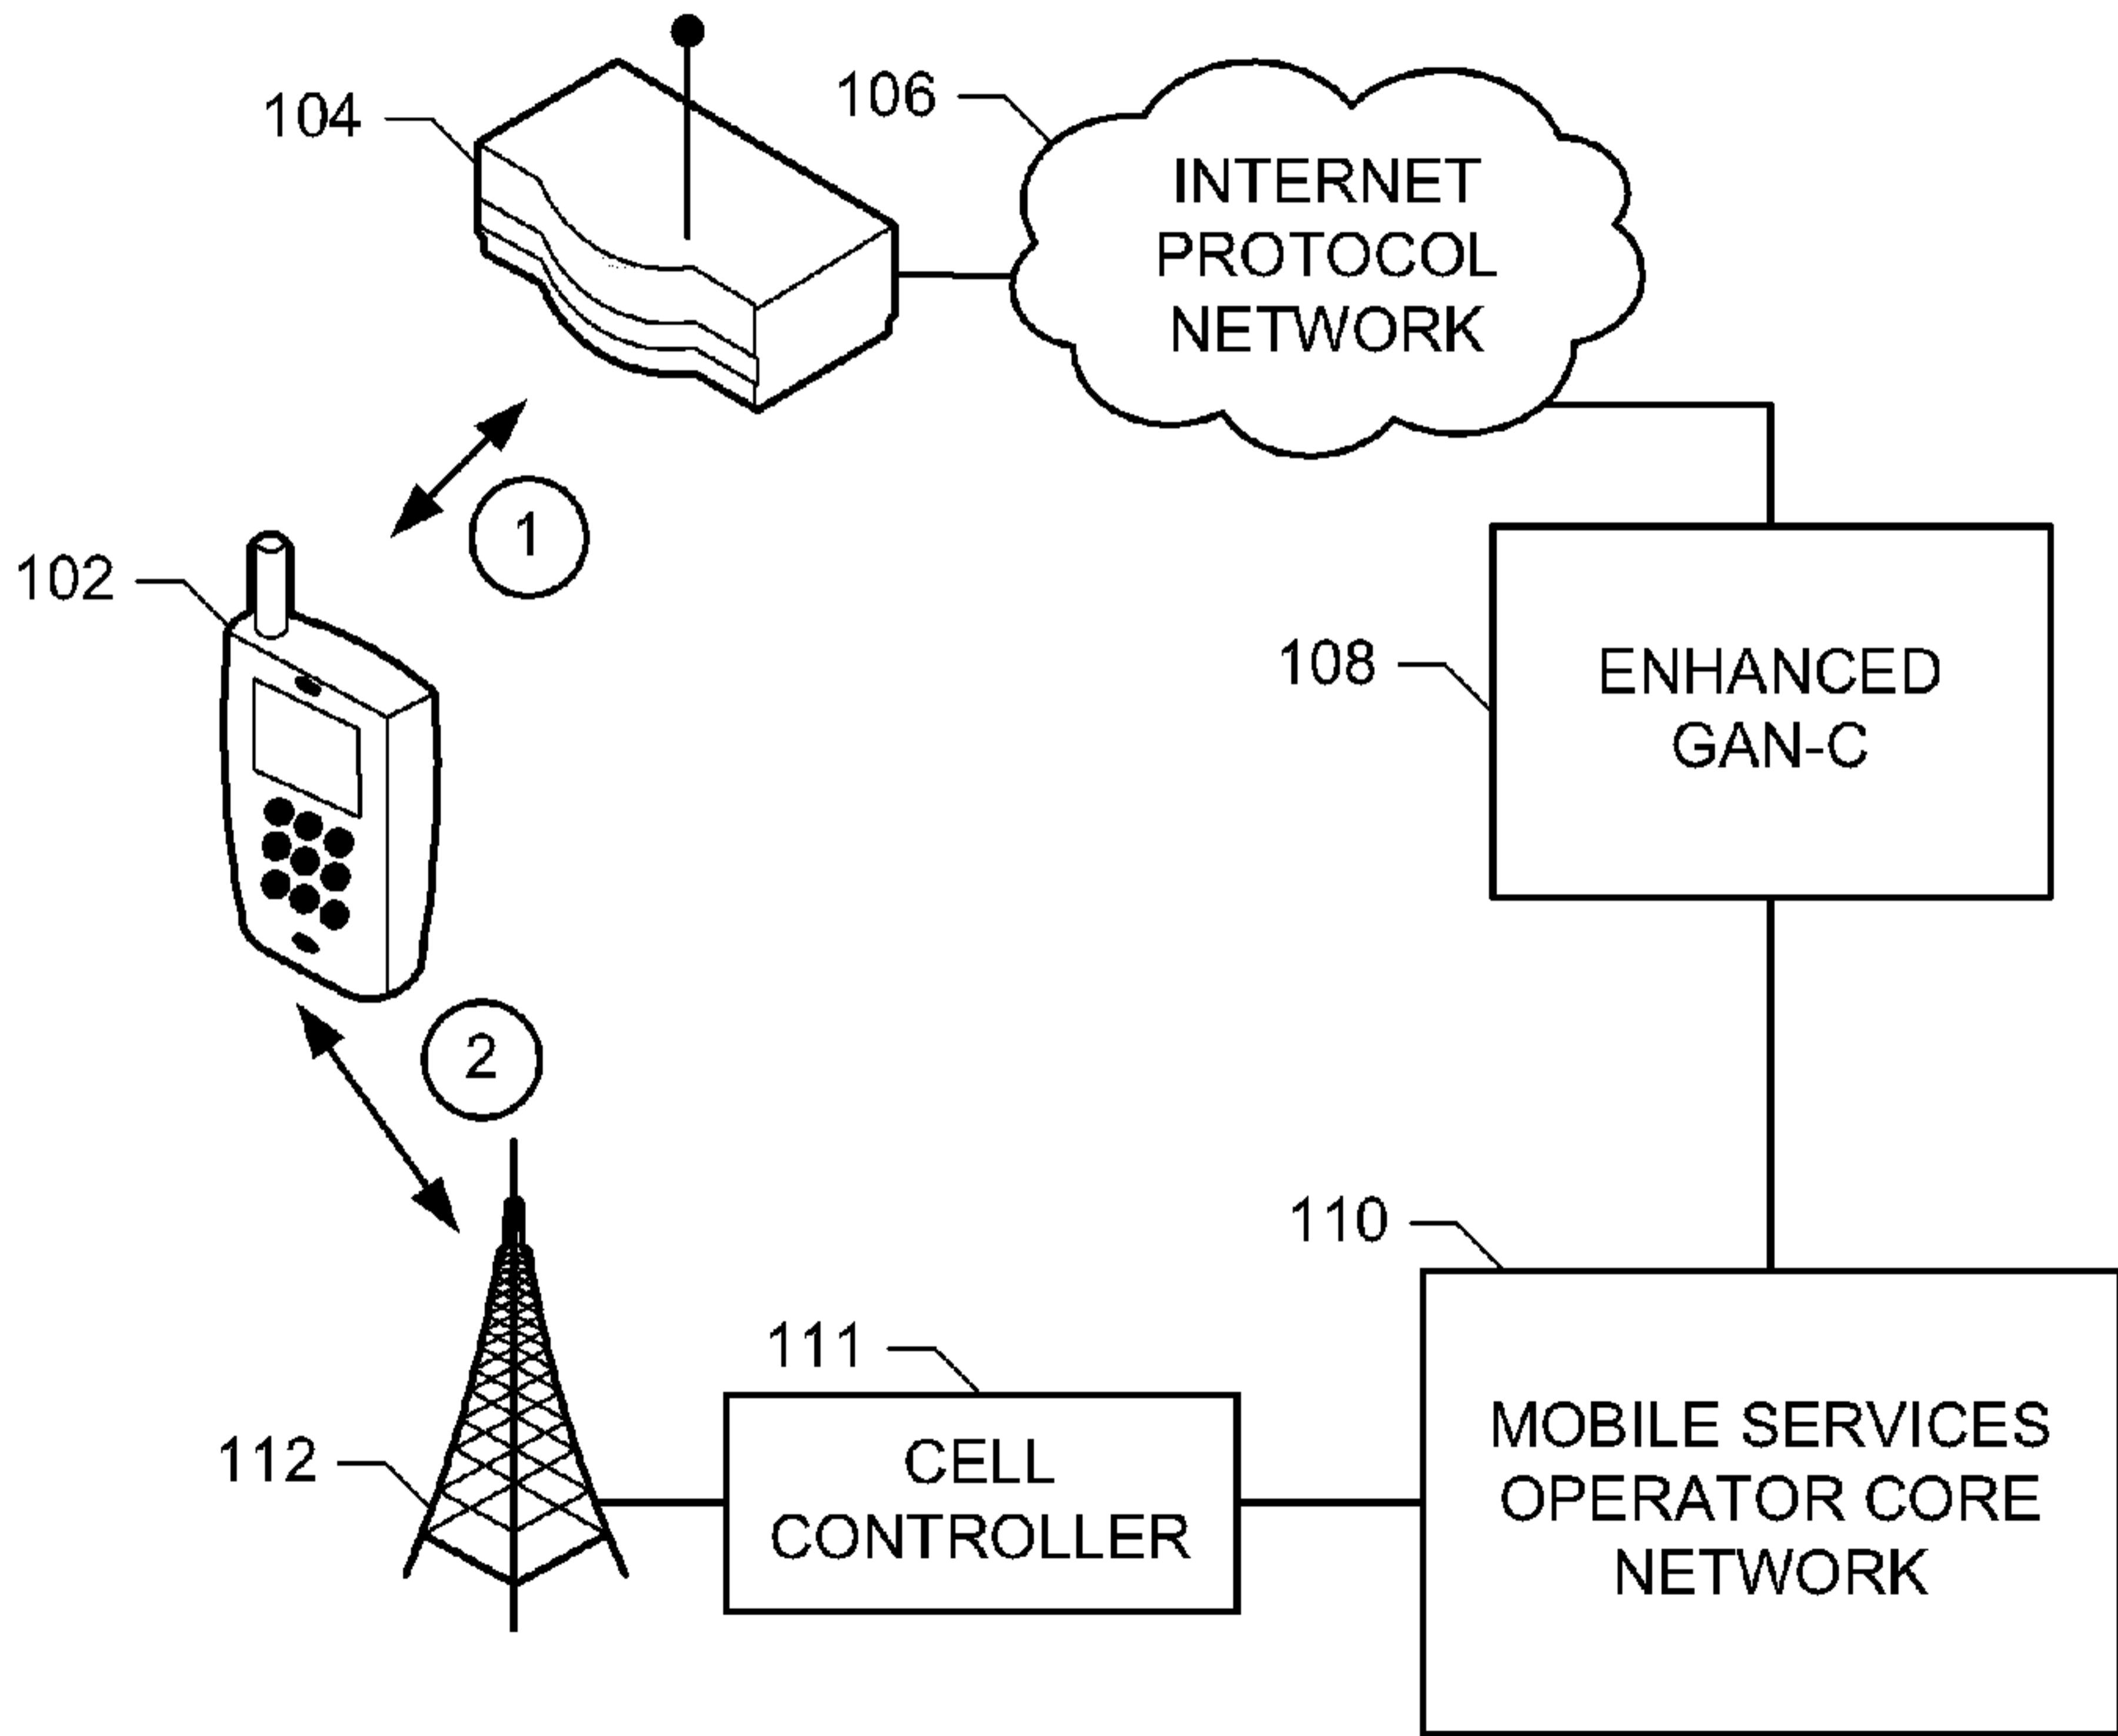 104
106
INTERNET
PROTOCOL
NETWORK
1
102
108
ENHANCED
GAN-C
2
110
111
112
CELL
CONTROLLER
MOBILE SERVICES
OPERATOR CORE
NETWORK